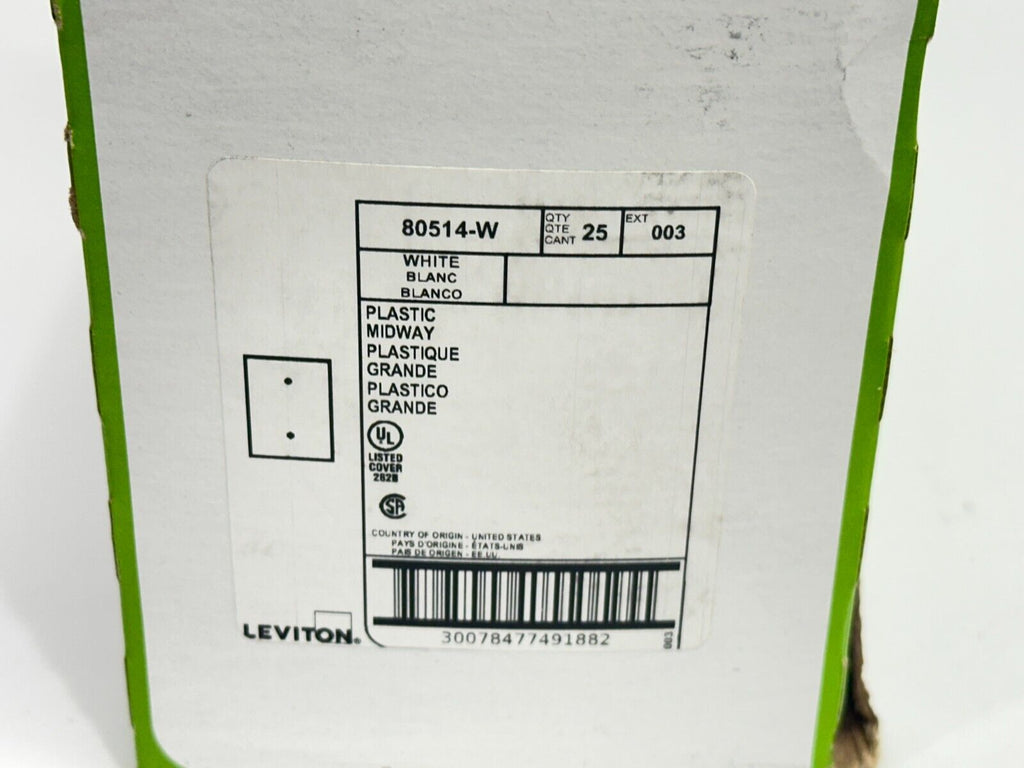 80514-W
QTY
QTE
CANT
25
EXT
003
WHITE
BLANC
BLANCO
PLASTIC
MIDWAY
PLASTIQUE
GRANDE
PLASTICO
GRANDE
UL
LISTED
COVER
SA
COUNTRY OF ORIGIN - UNITED STATES
PAYS D'ORIGINE - ÉTATS-UNIS
PAIS DE ORIGEN - EE.UU.
30078477491882
003
LEVITON®